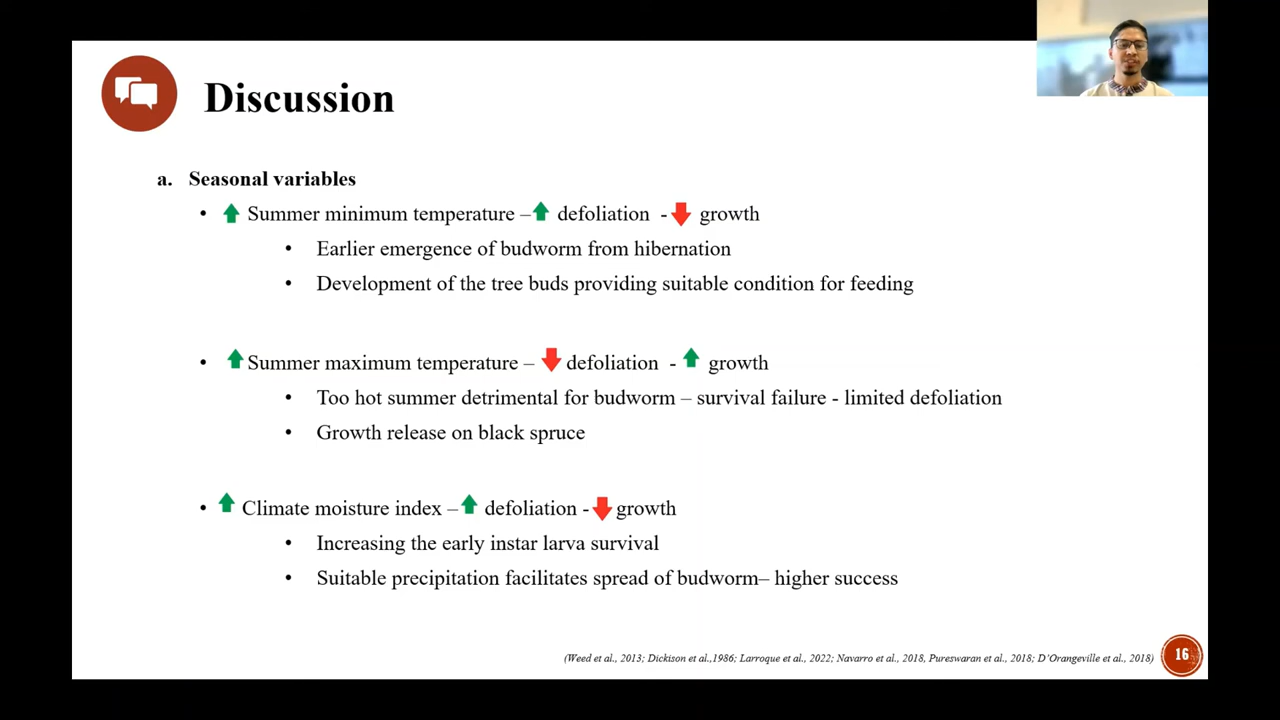 Discussion
a. Seasonal variables
• Summer minimum temperature – defoliation - growth
• Earlier emergence of budworm from hibernation
• Development of the tree buds providing suitable condition for feeding
• Summer maximum temperature – defoliation - growth
• Too hot summer detrimental for budworm – survival failure - limited defoliation
• Growth release on black spruce
• Climate moisture index – defoliation - growth
• Increasing the early instar larva survival
• Suitable precipitation facilitates spread of budworm– higher success
(Weed et al., 2013; Dickison et al.,1986; Larroque et al., 2022; Navarro et al., 2018, Pureswaran et al., 2018; D'Orangeville et al., 2018)
16